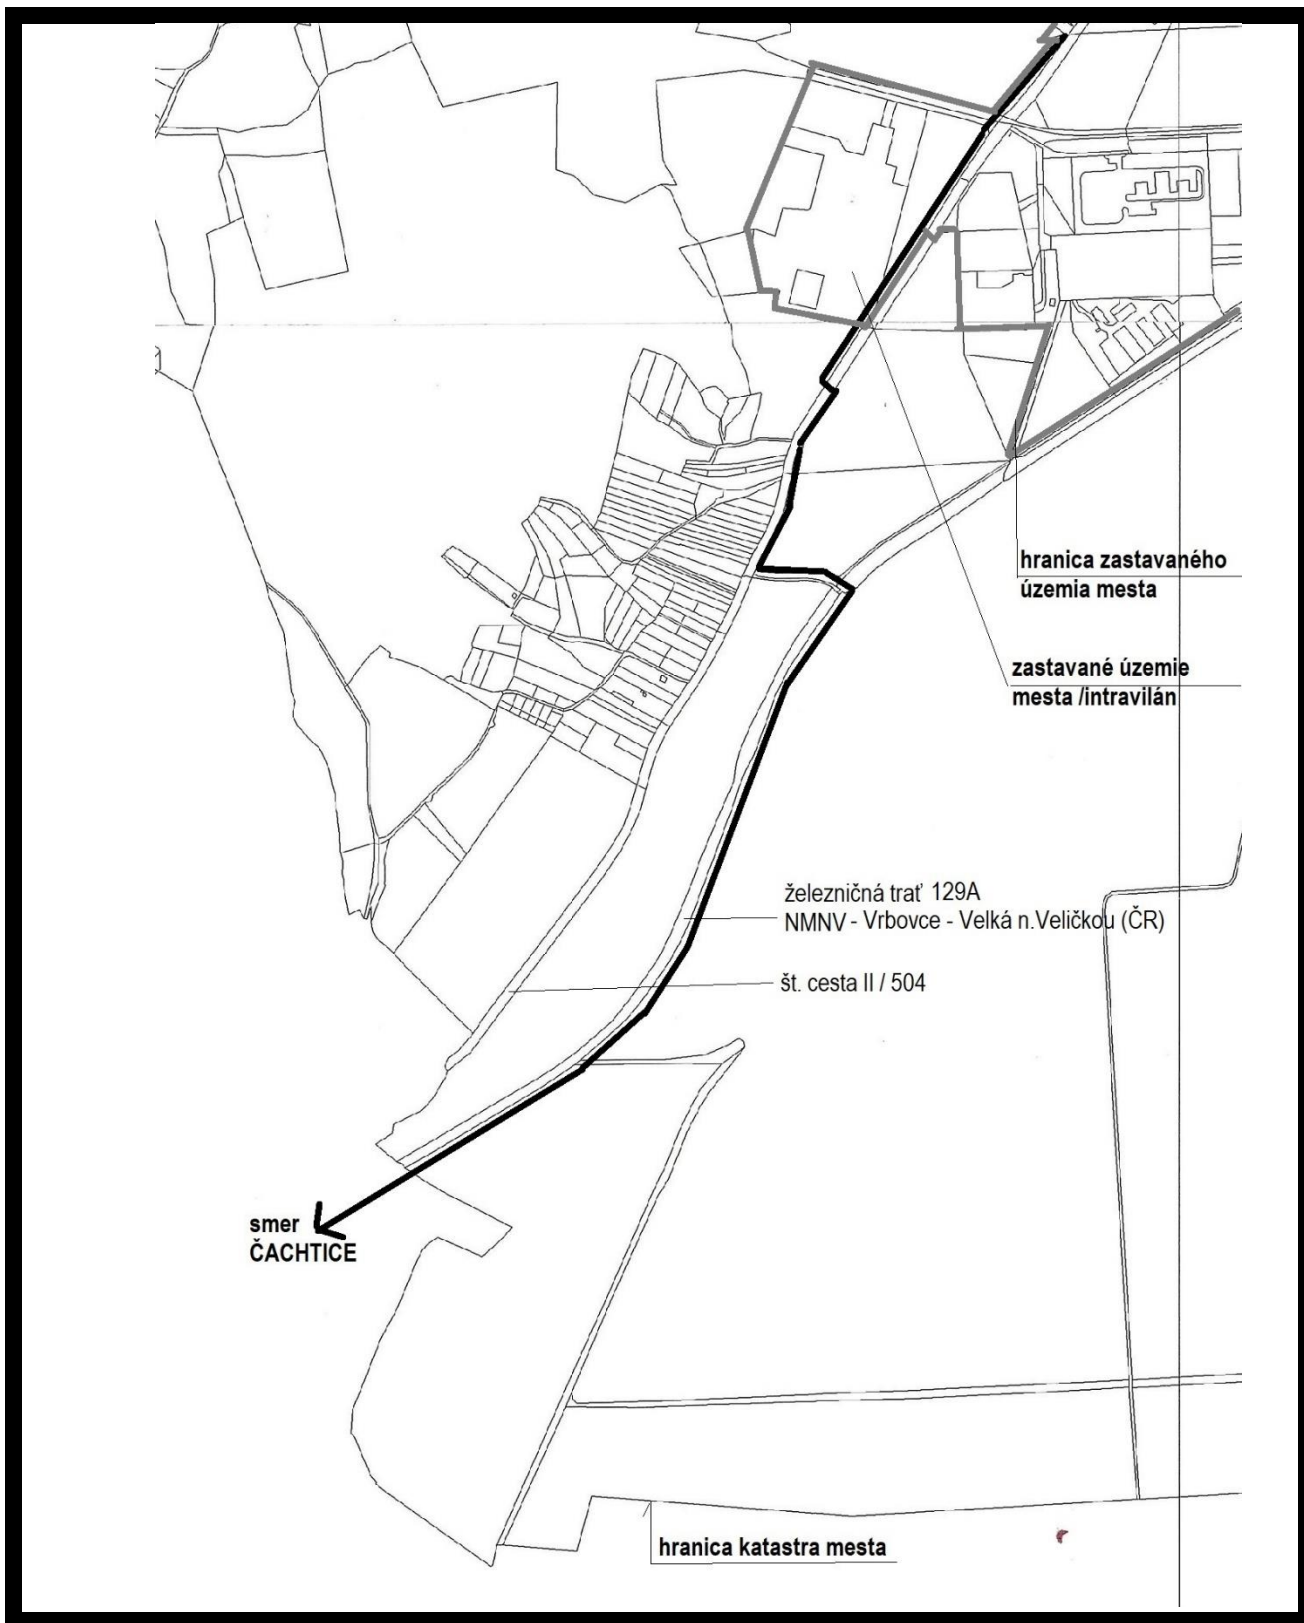 hranica zastavaného
územia mesta
zastavané územie
mesta /intravilán
železničná trať 129A
NMNV - Vrbovce - Velká n.Veličkou (ČR)
št. cesta II / 504
smer
ČACHTICE
hranica katastra mesta